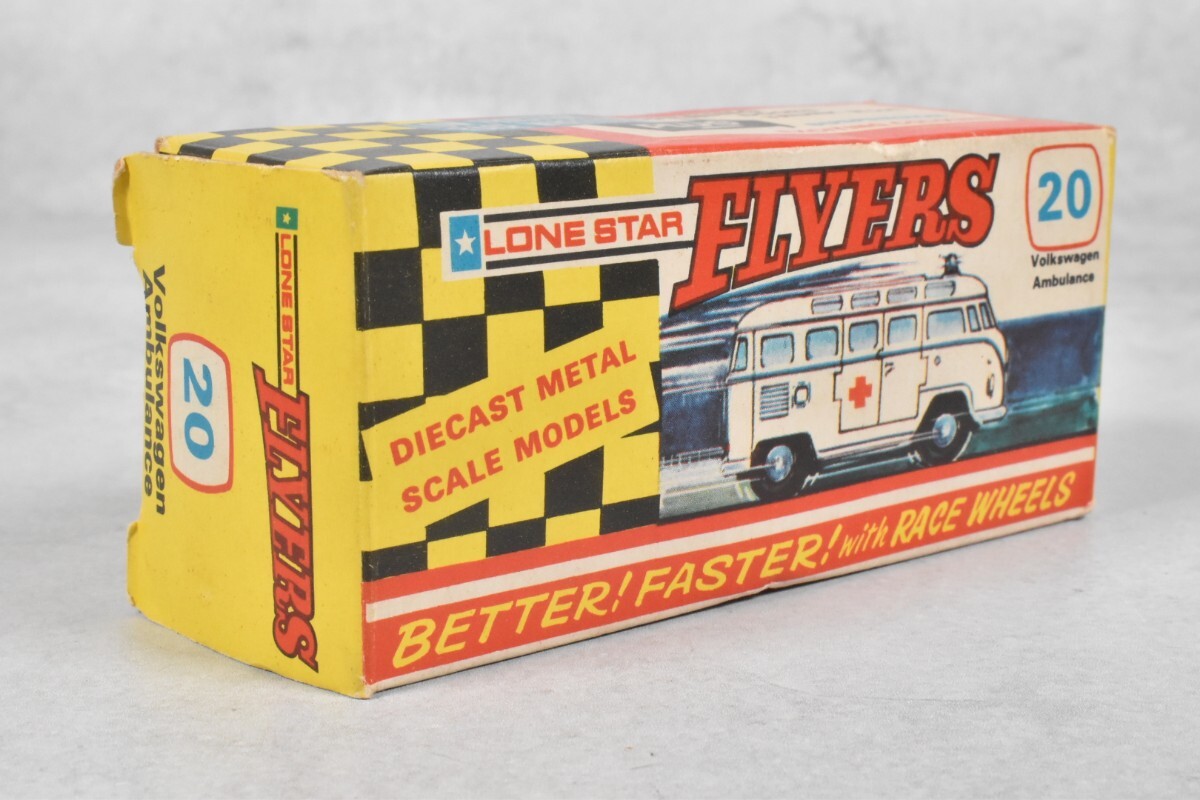 LONE STAR
FLYERS
20
Volkswagen
Ambulance
DIECAST METAL
SCALE MODELS
BETTER! FASTER! with RACE WHEELS
LONE STAR
FLYERS
20
Volkswagen
Ambulance